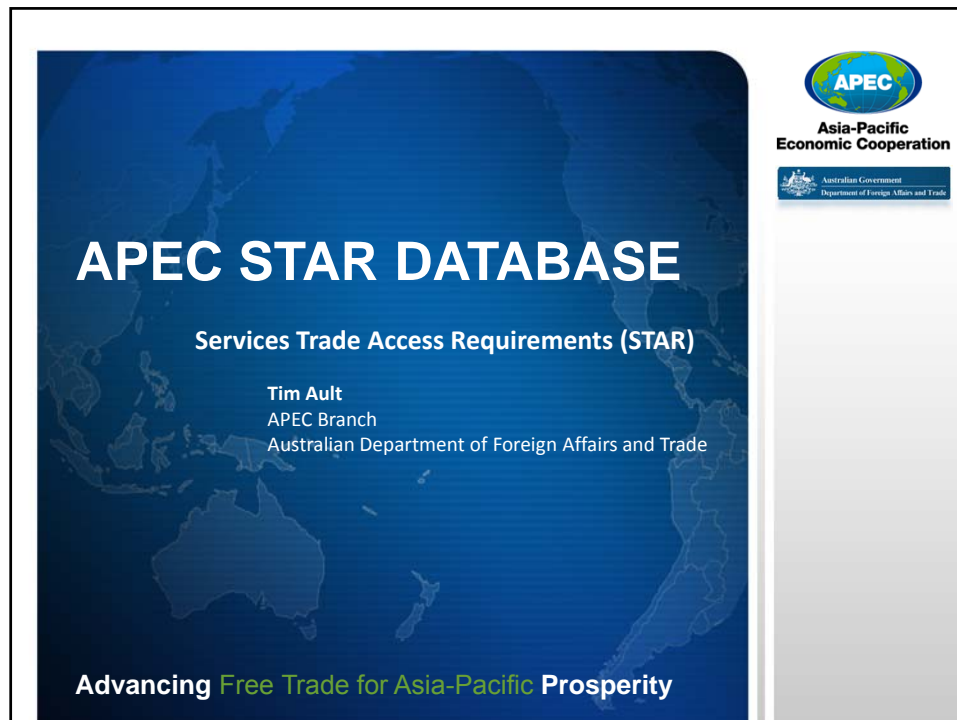 APEC
Asia-Pacific
Economic Cooperation
Australian Government
Department of Foreign Affairs and Trade
APEC STAR DATABASE
Services Trade Access Requirements (STAR)
Tim Ault
APEC Branch
Australian Department of Foreign Affairs and Trade
Advancing Free Trade for Asia-Pacific Prosperity